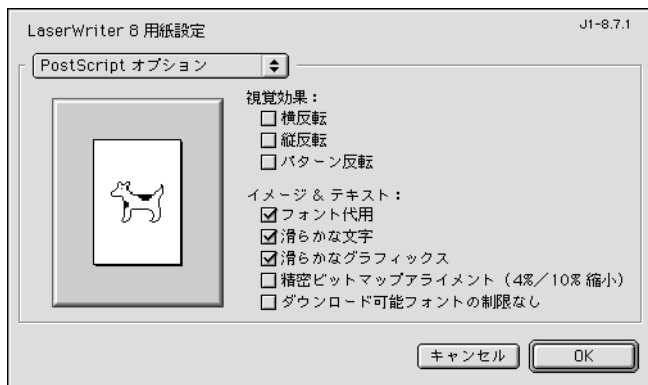 LaserWriter 8 用紙設定
J1-8.7.1
PostScript オプション
視覚効果：
横反転
縦反転
パターン反転
イメージ & テキスト：
フォント代用
滑らかな文字
滑らかなグラフィックス
精密ビットマップアライメント（4%／10% 縮小）
ダウンロード可能フォントの制限なし
キャンセル
OK